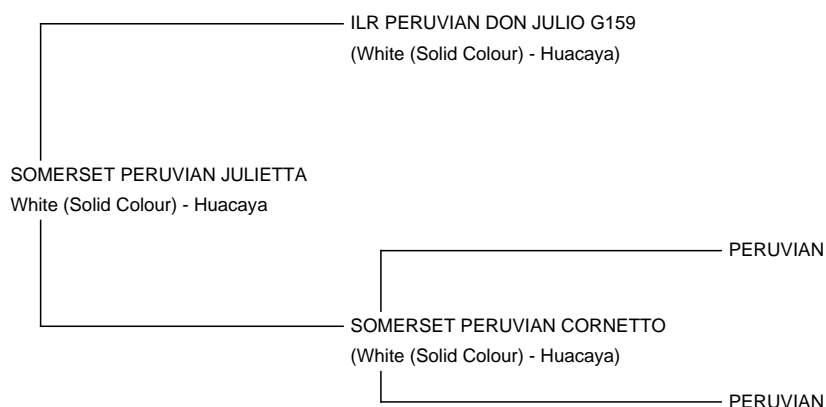 ILR PERUVIAN DON JULIO G159
(White (Solid Colour) - Huacaya)
SOMERSET PERUVIAN JULIETTA
White (Solid Colour) - Huacaya
PERUVIAN
SOMERSET PERUVIAN CORNETTO
(White (Solid Colour) - Huacaya)
PERUVIAN